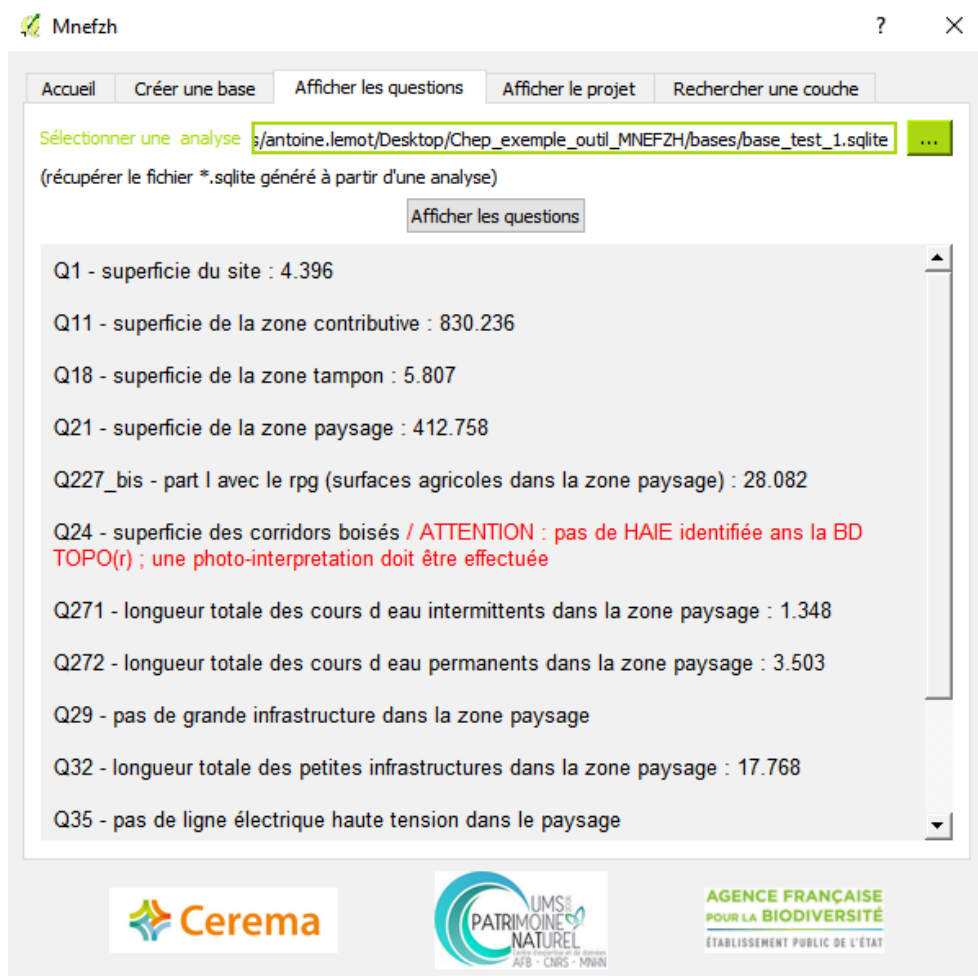 Mnefzh ?
Accueil Créer une base Afficher les questions Afficher le projet Rechercher une couche
Sélectionner une analyse s/antoine.lemot/Desktop/Chep_exemple_outil_MNEFZH/bases/base_test_1.sqlite ...
(récupérer le fichier *.sqlite généré à partir d'une analyse)
Afficher les questions
Q1 - superficie du site : 4.396
Q11 - superficie de la zone contributive : 830.236
Q18 - superficie de la zone tampon : 5.807
Q21 - superficie de la zone paysage : 412.758
Q227_bis - part l avec le rpg (surfaces agricoles dans la zone paysage) : 28.082
Q24 - superficie des corridors boisés / ATTENTION : pas de HAIE identifiée ans la BD
TOPO(r) ; une photo-interpretation doit être effectuée
Q271 - longueur totale des cours d eau intermittents dans la zone paysage : 1.348
Q272 - longueur totale des cours d eau permanents dans la zone paysage : 3.503
Q29 - pas de grande infrastructure dans la zone paysage
Q32 - longueur totale des petites infrastructures dans la zone paysage : 17.768
Q35 - pas de ligne électrique haute tension dans le paysage
Cerema
UMS
PATRIMOINE
NATUREL
Centre d'expertise et de données
AFB - CNRS - MNHN
AGENCE FRANÇAISE
POUR LA BIODIVERSITÉ
ÉTABLISSEMENT PUBLIC DE L'ÉTAT